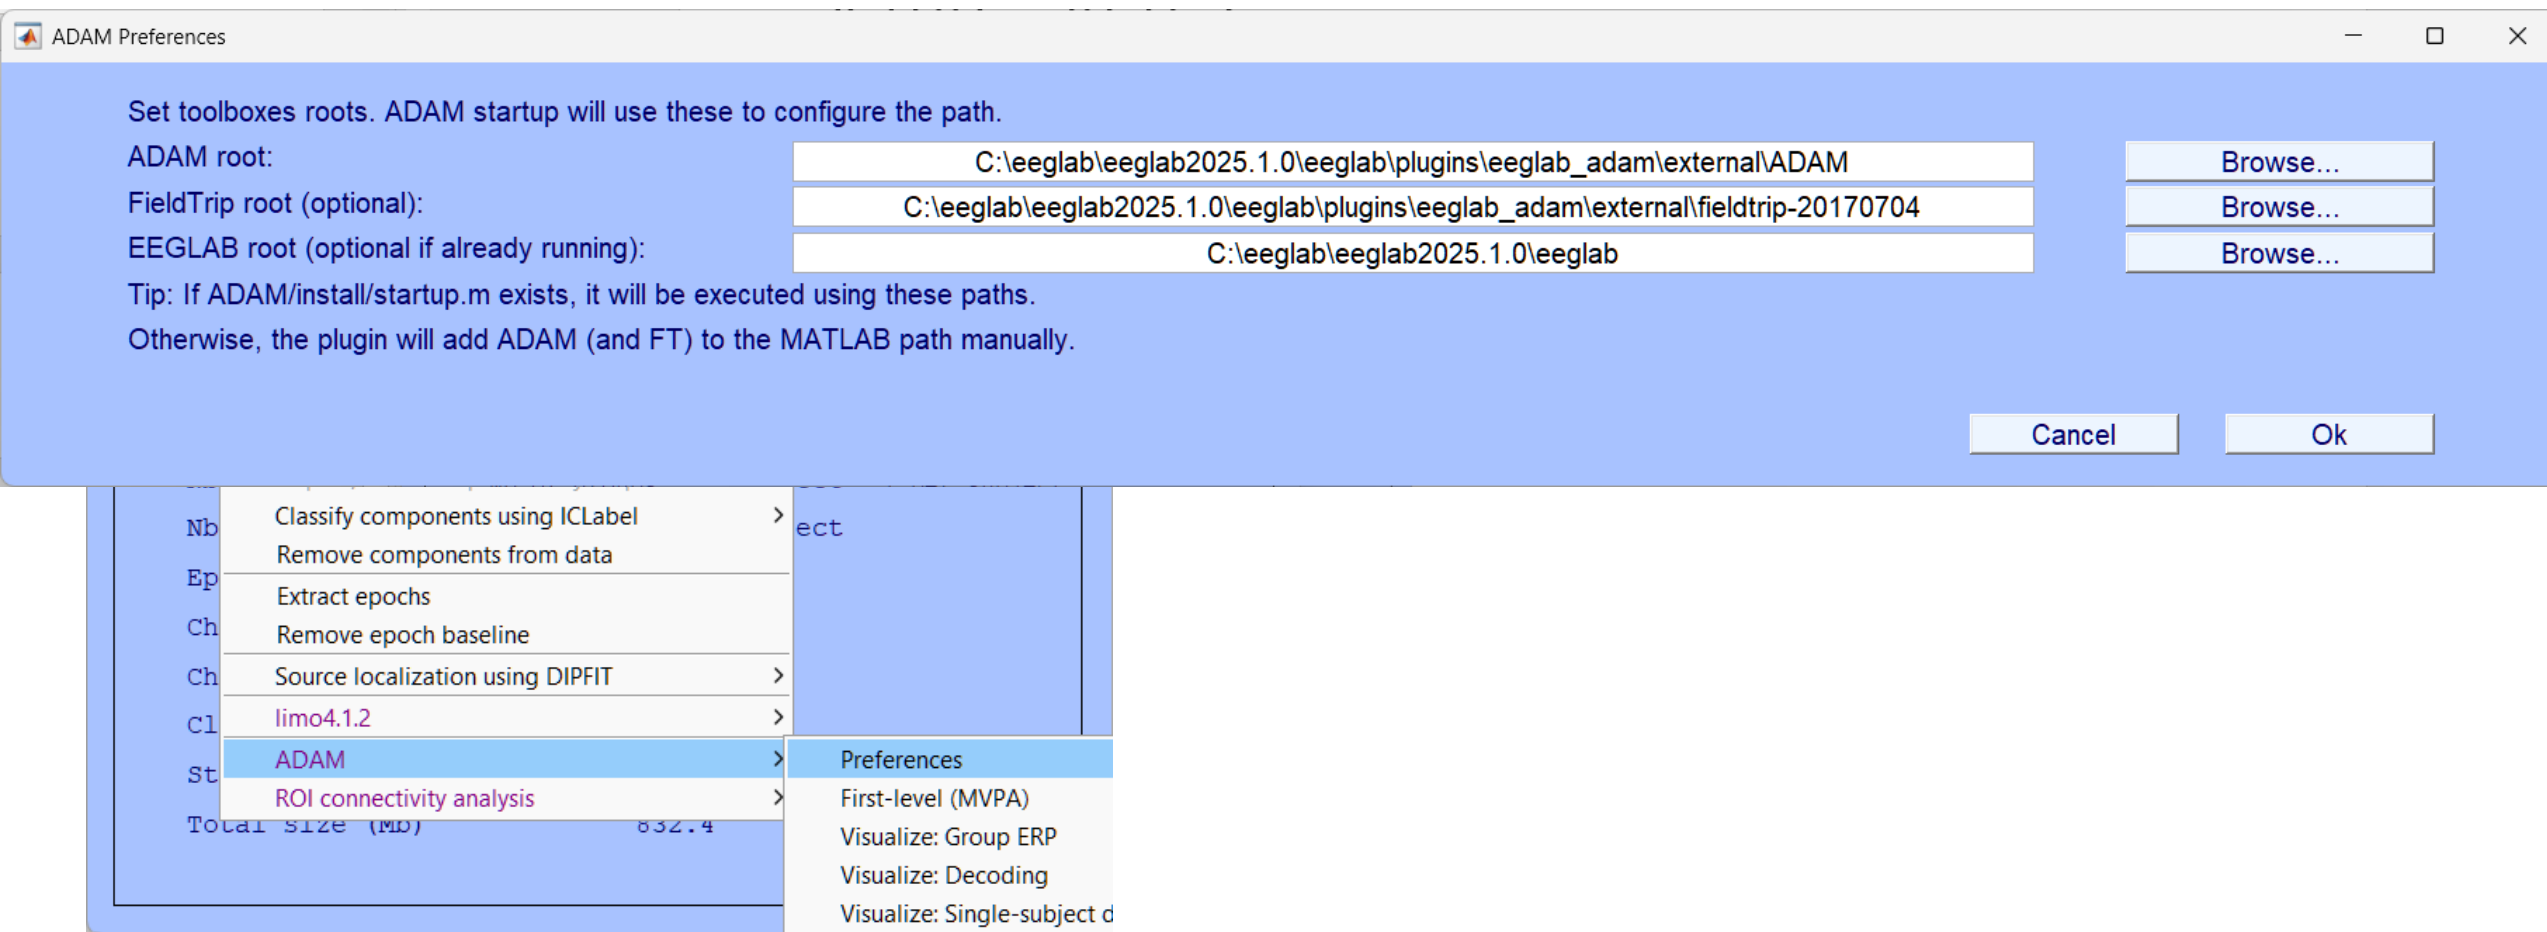 ADAM Preferences
Set toolboxes roots. ADAM startup will use these to configure the path.
ADAM root: C:\eeglab\eeglab2025.1.0\eeglab\plugins\eeglab_adam\external\ADAM Browse...
FieldTrip root (optional): C:\eeglab\eeglab2025.1.0\eeglab\plugins\eeglab_adam\external\fieldtrip-20170704 Browse...
EEGLAB root (optional if already running): C:\eeglab\eeglab2025.1.0\eeglab Browse...
Tip: If ADAM/install/startup.m exists, it will be executed using these paths.
Otherwise, the plugin will add ADAM (and FT) to the MATLAB path manually.
Cancel Ok
Nb Classify components using ICLabel ect
Remove components from data
Ep
Extract epochs
Ch
Remove epoch baseline
Ch Source localization using DIPFIT
Cl limo4.1.2
St ADAM Preferences
ROI connectivity analysis First-level (MVPA)
Total size (Mb) 832.4
Visualize: Group ERP
Visualize: Decoding
Visualize: Single-subject d